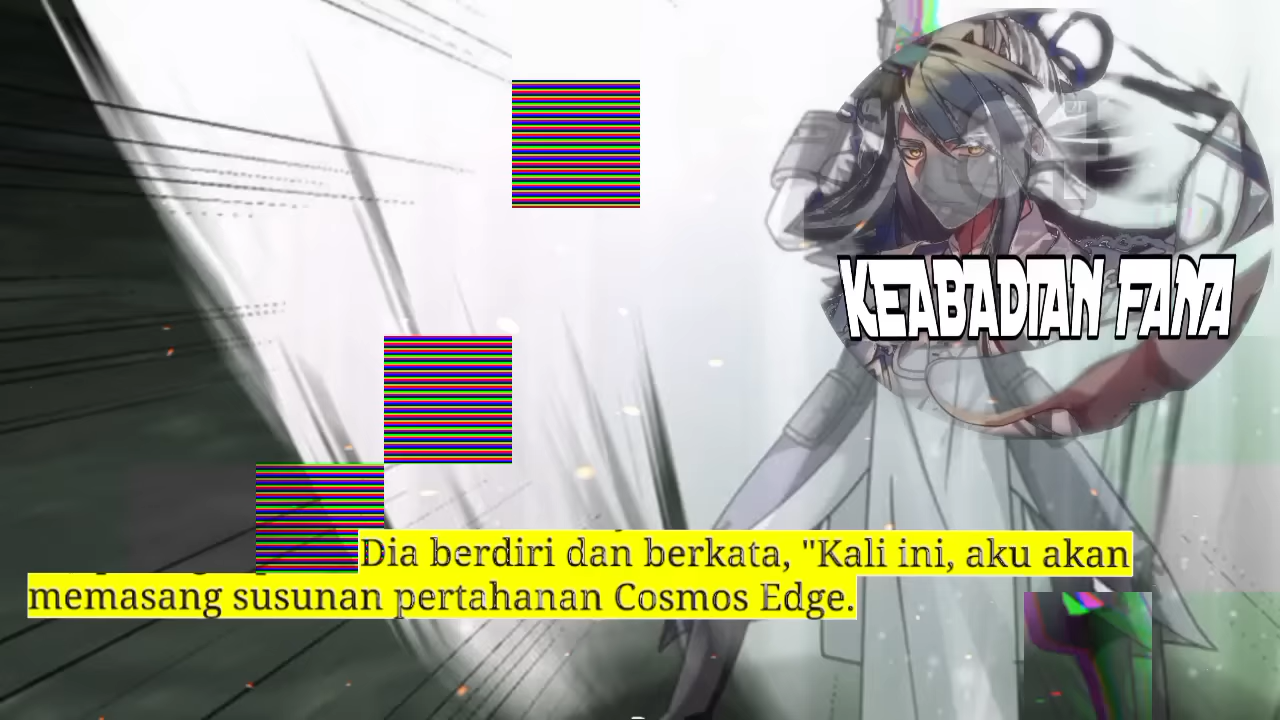 KEABADIAN FANA
Dia berdiri dan berkata, "Kali ini, aku akan
memasang susunan pertahanan Cosmos Edge.